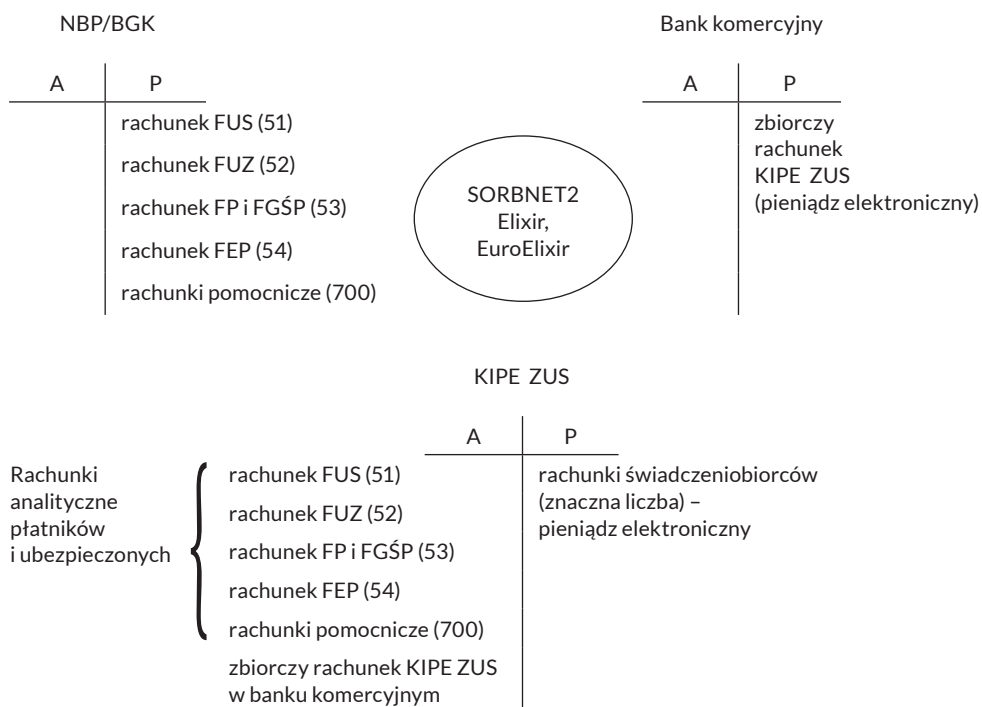 NBP/BGK
A
P
rachunek FUS (51)
rachunek FUZ (52)
rachunek FP i FGŚP (53)
rachunek FEP (54)
rachunki pomocnicze (700)
SORBNET2
Elixir,
EuroElixir
Bank komercyjny
A
P
zbiorczy
rachunek
KIPE ZUS
(pieniądz elektroniczny)
KIPE ZUS
A
P
Rachunki
analityczne
płatników
i ubezpieczonych
rachunek FUS (51)
rachunek FUZ (52)
rachunek FP i FGŚP (53)
rachunek FEP (54)
rachunki pomocnicze (700)
zbiorczy rachunek KIPE ZUS
w banku komercyjnym
rachunki świadczeniobiorców
(znaczna liczba) –
pieniądz elektroniczny